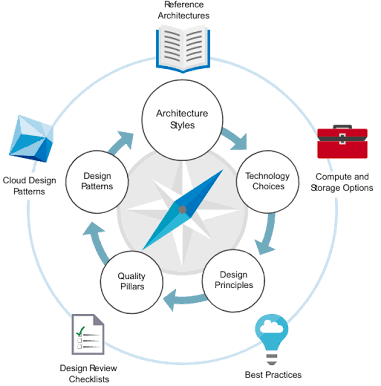 Reference
Architectures
Architecture
Styles
Cloud Design
Patterns
Design
Patterns
Technology
Choices
Compute and
Storage Options
Quality
Pillars
Design
Principles
Design Review
Checklists
Best Practices